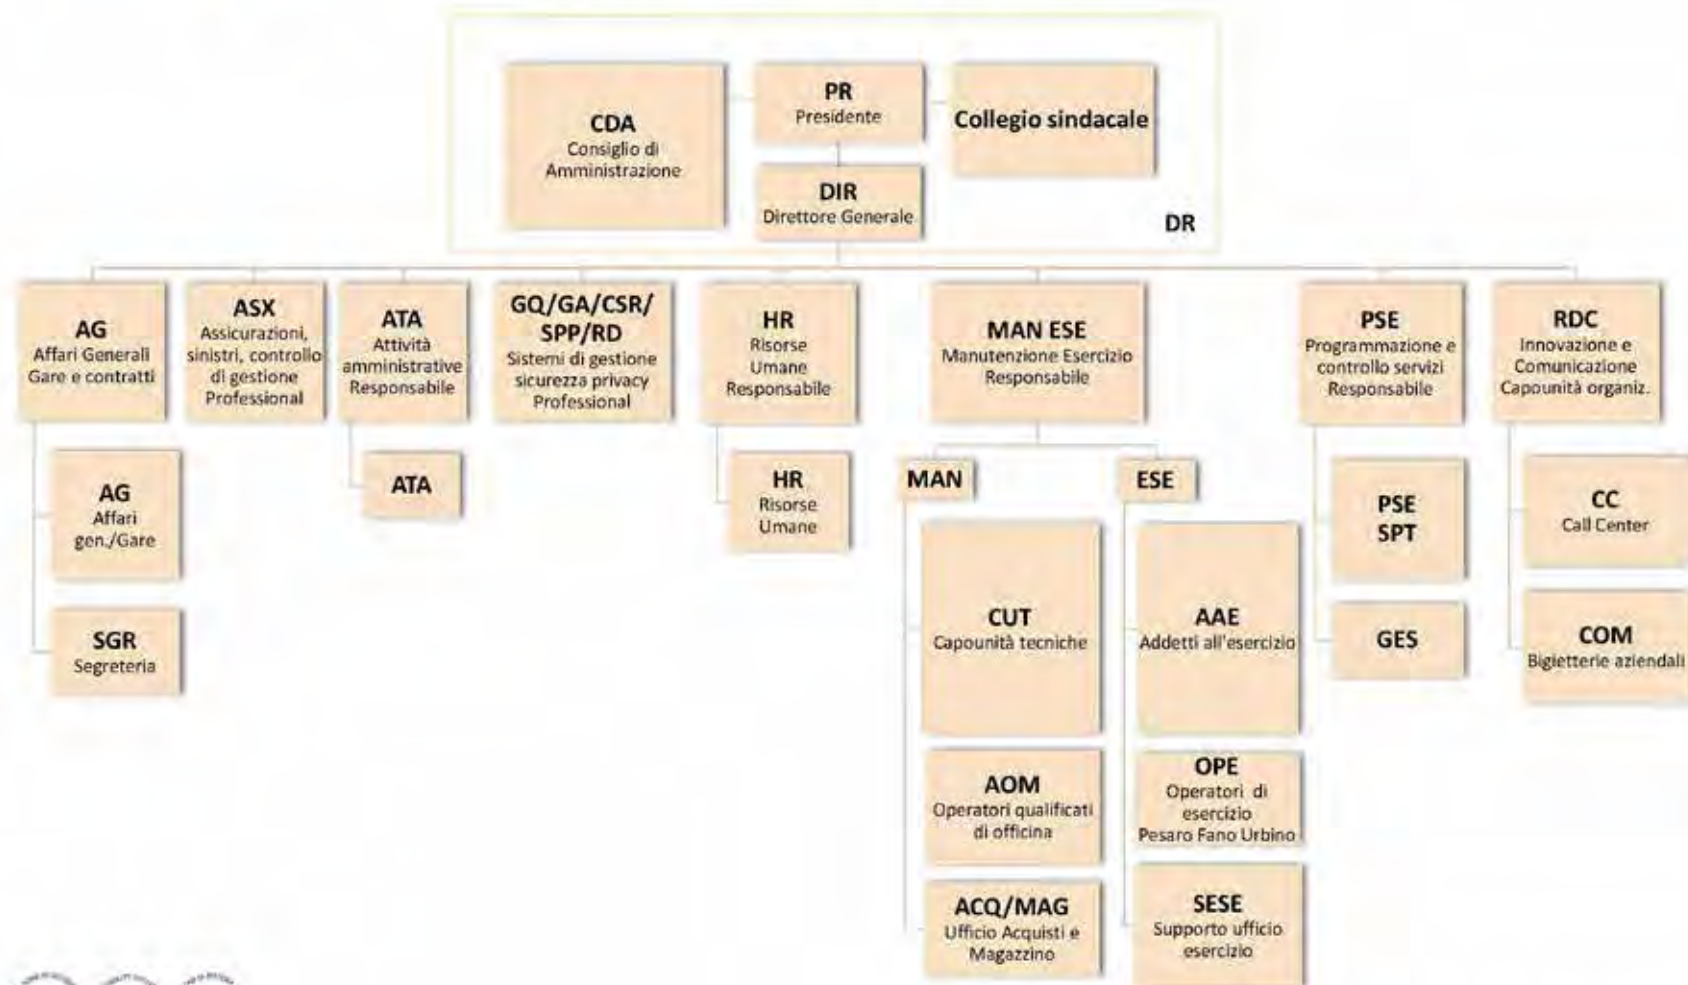 CDA
Consiglio di
Amministrazione
PR
Presidente
Collegio sindacale
DIR
Direttore Generale
DR
AG
Affari Generali
Gare e contratti
ASX
Assicurazioni,
sinistri, controllo
di gestione
Professional
ATA
Attività
amministrative
Responsabile
GQ/GA/CSR/
SPP/RD
Sistemi di gestione
sicurezza privacy
Professional
HR
Risorse
Umane
Responsabile
MAN ESE
Manutenzione Esercizio
Responsabile
PSE
Programmazione e
controllo servizi
Responsabile
RDC
Innovazione e
Comunicazione
Capounità organiz.
AG
Affari
gen./Gare
SGR
Segreteria
ATA
HR
Risorse
Umane
MAN
CUT
Capounità tecniche
AOM
Operatori qualificati
di officina
ACQ/MAG
Ufficio Acquisti e
Magazzino
ESE
AAE
Addetti all'esercizio
OPE
Operatori di
esercizio
Pesaro Fano Urbino
SESE
Supporto ufficio
esercizio
PSE
SPT
GES
CC
Call Center
COM
Biglietterie aziendali